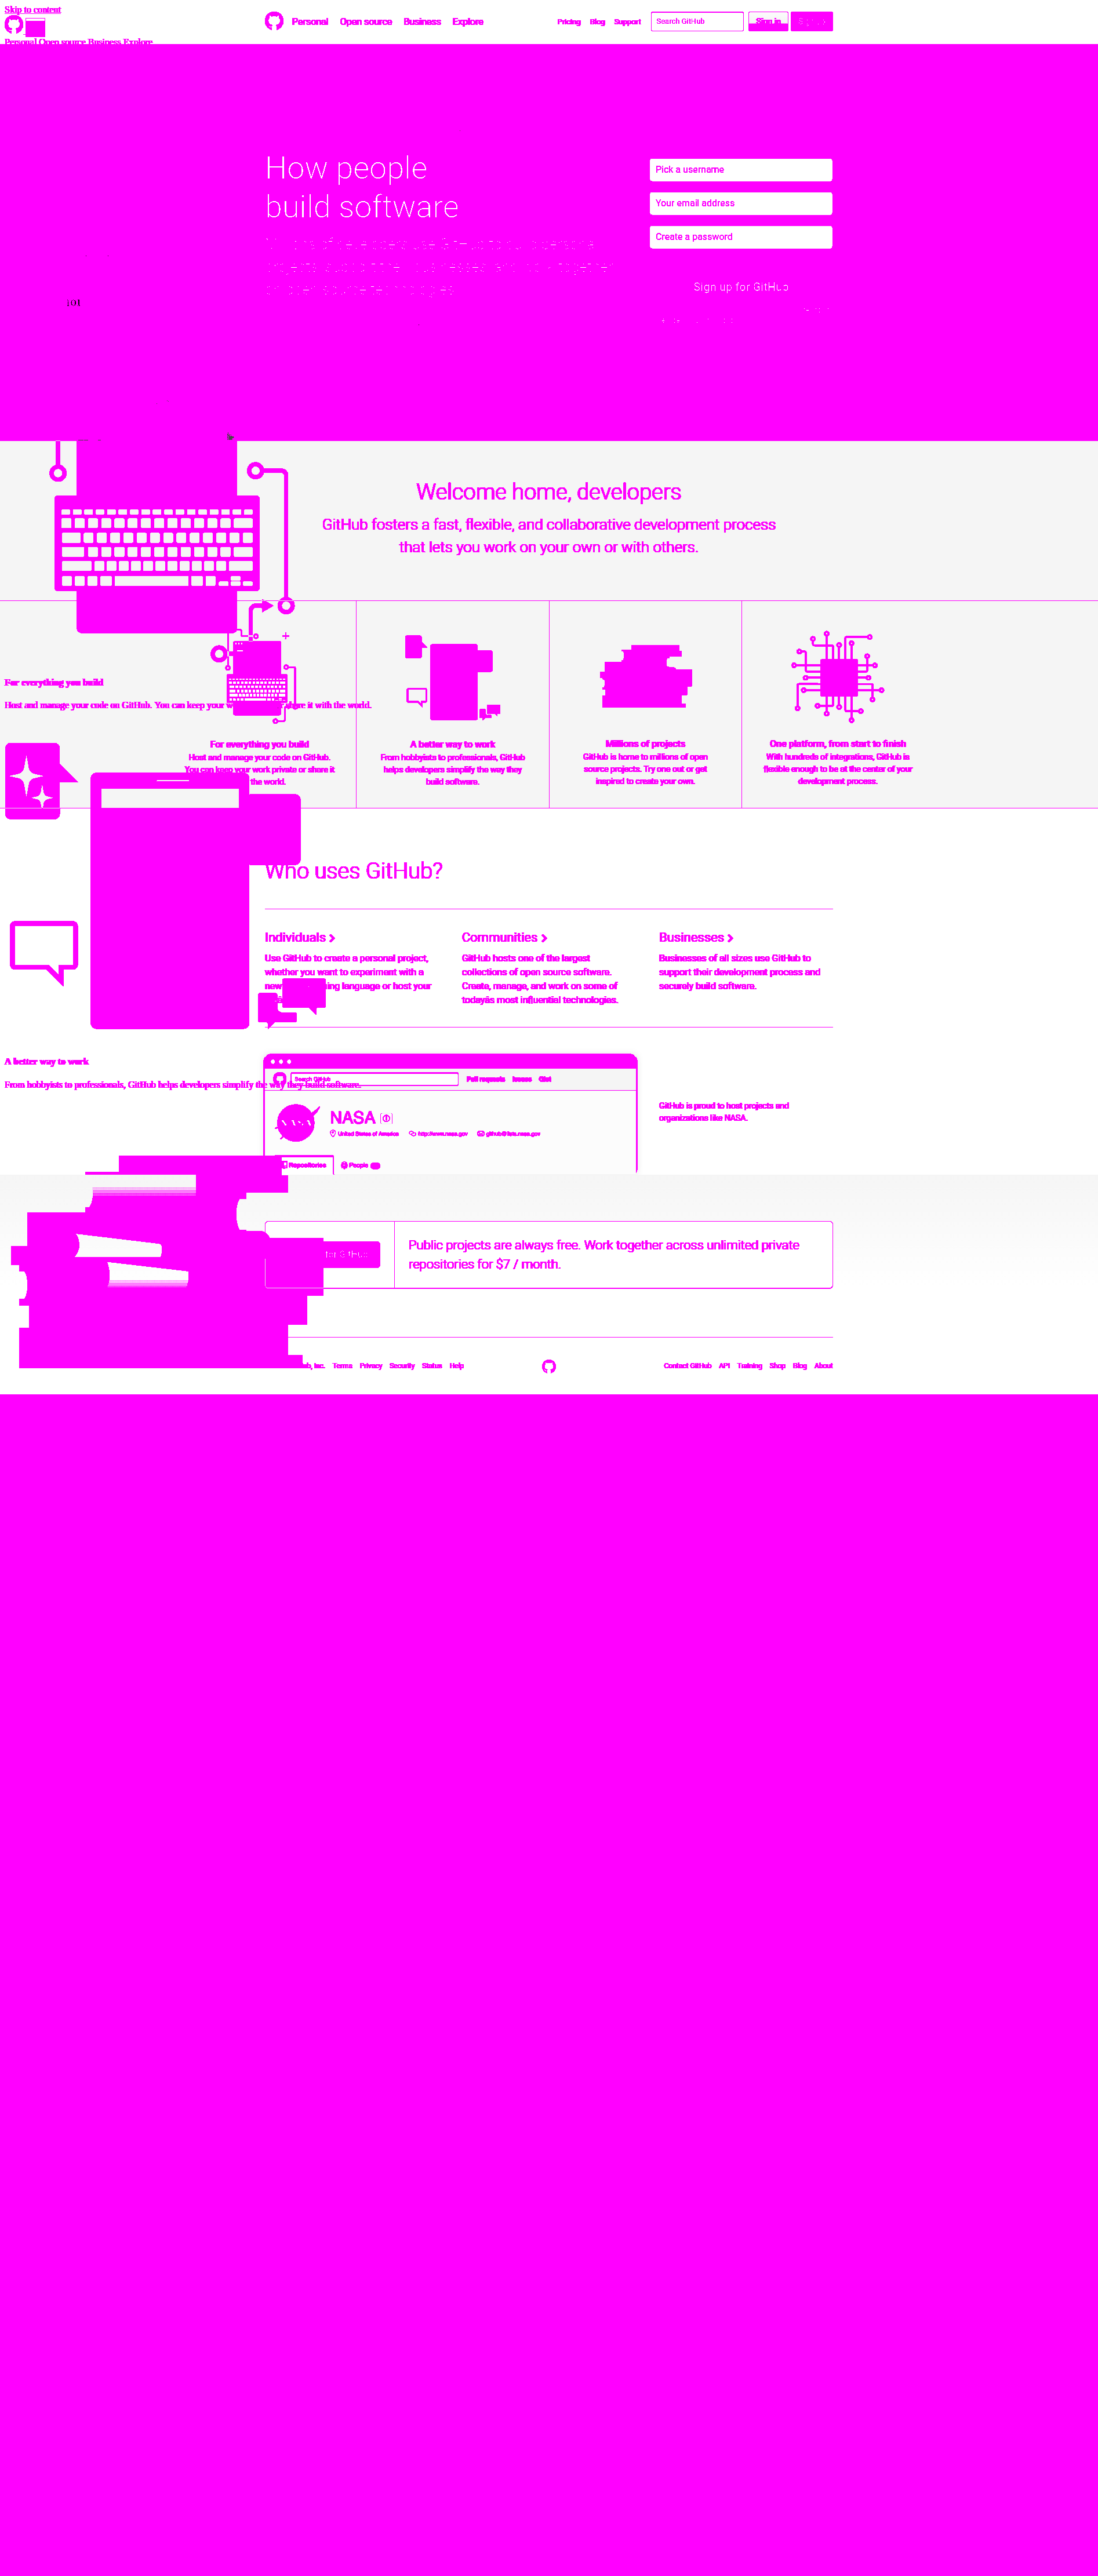 Skip to content
Personal Open source Business Explore
Personal Open source Business Explore
Pricing Blog Support
Search GitHub
Sign in
How people
build software
Pick a username
Your email address
Create a password
Sign up for GitHub
101
Welcome home, developers
GitHub fosters a fast, flexible, and collaborative development process
that lets you work on your own or with others.
For everything you build
Host and manage your code on GitHub. You can keep your share it with the world.
For everything you build
Host and manage your code on GitHub.
You can keep your work private or share it
the world.
A better way to work
From hobbyists to professionals, GitHub
helps developers simplify the way they
build software.
Millions of projects
GitHub is home to millions of open
source projects. Try one out or get
inspired to create your own.
One platform, from start to finish
With hundreds of integrations, GitHub is
flexible enough to be at the center of your
development process.
Who uses GitHub?
Individuals
Use GitHub to create a personal project,
whether you want to experiment with a
new language or host your
Communities
GitHub hosts one of the largest
collections of open source software.
Create, manage, and work on some of
todayâs most influential technologies.
Businesses
Businesses of all sizes use GitHub to
support their development process and
securely build software.
A better way to work
From hobbyists to professionals, GitHub helps developers simplify the way they build software.
Search GitHub
Pull requests Issues Gist
NASA
United States of America http://www.nasa.gov github@lists.nasa.gov
Repositories People
GitHub is proud to host projects and
organizations like NASA.
for GitHub
Public projects are always free. Work together across unlimited private
repositories for $7 / month.
Inc. Terms Privacy Security Status Help
Contact GitHub API Training Shop Blog About